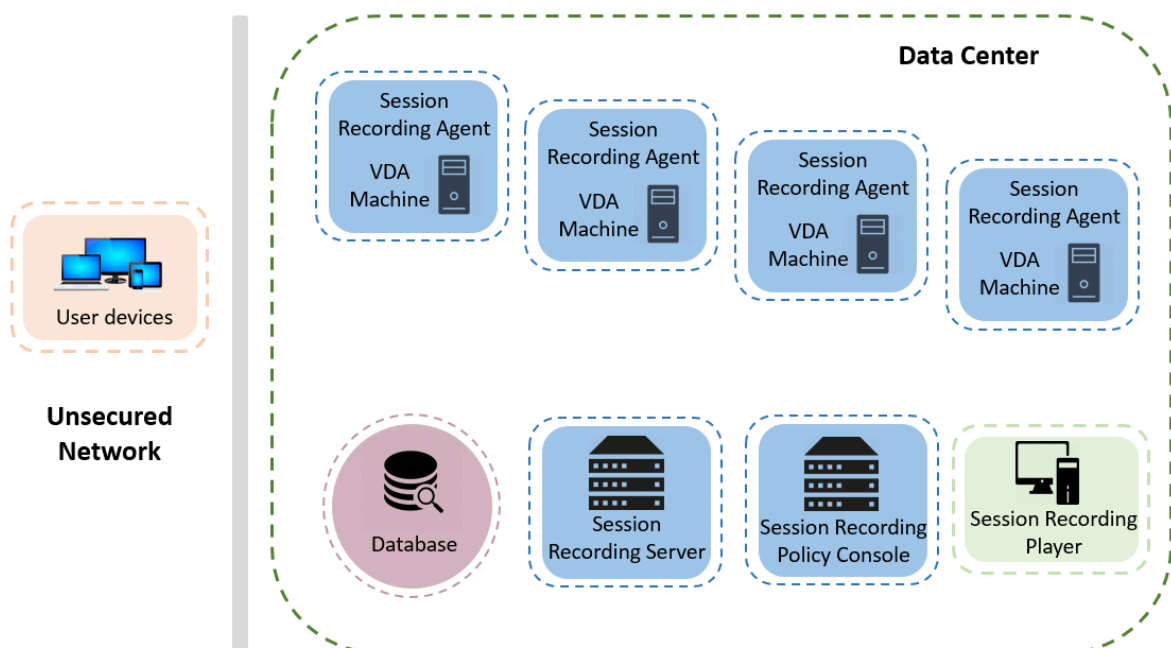 Data Center
Session
Recording Agent
VDA
Machine
Session
Recording Agent
VDA
Machine
Session
Recording Agent
VDA
Machine
Session
Recording Agent
VDA
Machine
User devices
Unsecured
Network
Database
Session
Recording Server
Session Recording
Policy Console
Session Recording
Player